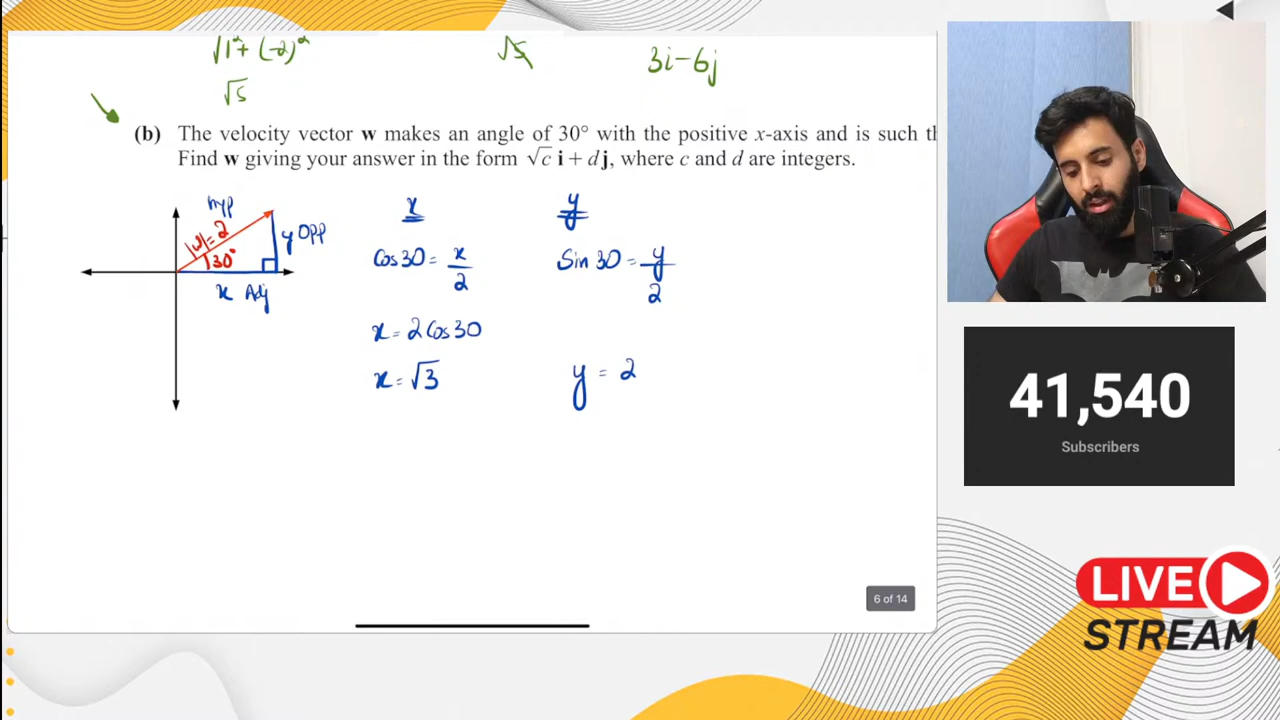 √1² + (-2)²
√5
√5
3i - 6j
(b) The velocity vector w makes an angle of 30° with the positive x-axis and is such th
Find w giving your answer in the form √c i + d j, where c and d are integers.
hyp
|w| = 2
30°
y Opp
x Adj
x
Cos 30 = x/2
x = 2 Cos 30
x = √3
y
Sin 30 = y/2
y = 2
6 of 14
41,540
Subscribers
LIVE
STREAM